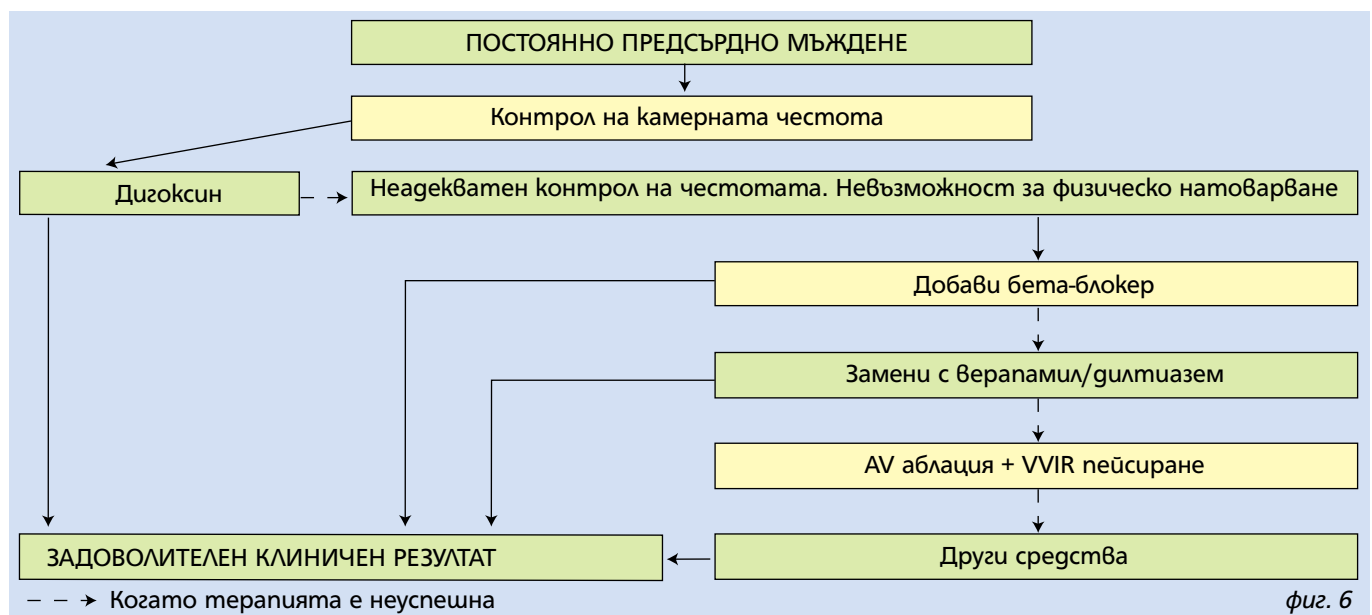 ПОСТОЯННО ПРЕДСЪРДНО МЪЖДЕНЕ
Контрол на камерната честота
Дигоксин
Неадекватен контрол на честотата. Невъзможност за физическо натоварване
Добави бета-блокер
Замени с верапамил/дилтиазем
AV аблация + VVIR пейсиране
Други средства
ЗАДОВОЛИТЕЛЕН КЛИНИЧЕН РЕЗУЛТАТ
Когато терапията е неуспешна
фиг. 6